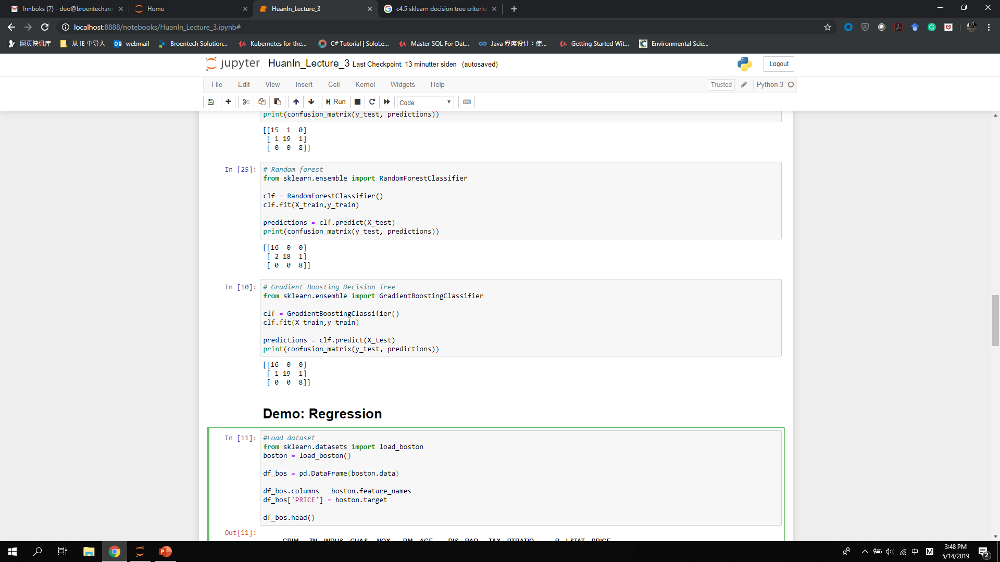 Innboks (7) - duo@broentech.no
Home
HuanIn_Lecture_3
c4.5 sklearn decision tree criterio
localhost:8888/notebooks/HuanIn_Lecture_3.ipynb#
网页快讯库
从 IE 中导入
webmail
Broentech Solution...
Kubernetes for the...
C# Tutorial | SoloLe...
Master SQL For Dat...
Java 程序设计：使...
Getting Started Wit...
Environmental Scie...
jupyter HuanIn_Lecture_3 Last Checkpoint: 13 minutter siden (autosaved)
Logout
File Edit View Insert Cell Kernel Widgets Help
Trusted
Python 3
Run
Code
print(confusion_matrix(y_test, predictions))
[[15  1  0]
 [ 1 19  1]
 [ 0  0  8]]
In [25]:
# Random forest
from sklearn.ensemble import RandomForestClassifier
clf = RandomForestClassifier()
clf.fit(X_train,y_train)
predictions = clf.predict(X_test)
print(confusion_matrix(y_test, predictions))
[[16  0  0]
 [ 2 18  1]
 [ 0  0  8]]
In [10]:
# Gradient Boosting Decision Tree
from sklearn.ensemble import GradientBoostingClassifier
clf = GradientBoostingClassifier()
clf.fit(X_train,y_train)
predictions = clf.predict(X_test)
print(confusion_matrix(y_test, predictions))
[[16  0  0]
 [ 1 19  1]
 [ 0  0  8]]
Demo: Regression
In [11]:
#Load dataset
from sklearn.datasets import load_boston
boston = load_boston()
df_bos = pd.DataFrame(boston.data)
df_bos.columns = boston.feature_names
df_bos['PRICE'] = boston.target
df_bos.head()
Out[11]:
CRIM ZN INDUS CHAS NOX RM AGE DIS RAD TAX PTRATIO B LSTAT PRICE
中
M
3:48 PM
5/14/2019
2